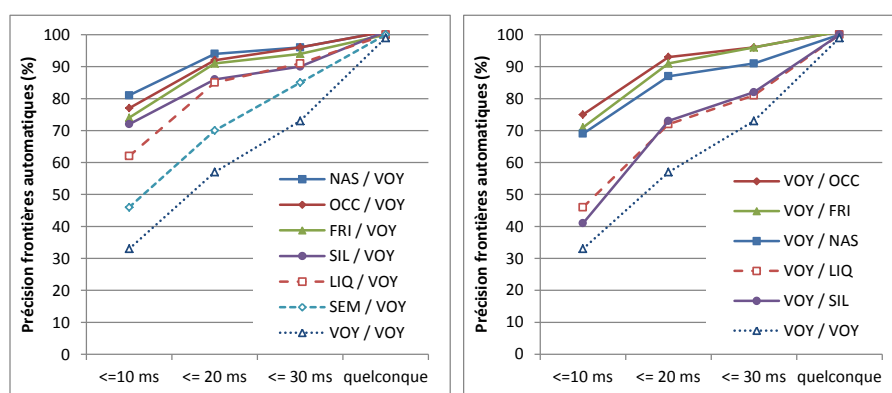 Précision frontières automatiques (%)
100
90
80
70
60
50
40
30
20
10
0
<=10 ms
<= 20 ms
<= 30 ms
quelconque
NAS / VOY
OCC / VOY
FRI / VOY
SIL / VOY
LIQ / VOY
SEM / VOY
VOY / VOY
Précision frontières automatiques (%)
100
90
80
70
60
50
40
30
20
10
0
<=10 ms
<= 20 ms
<= 30 ms
quelconque
VOY / OCC
VOY / FRI
VOY / NAS
VOY / LIQ
VOY / SIL
VOY / VOY